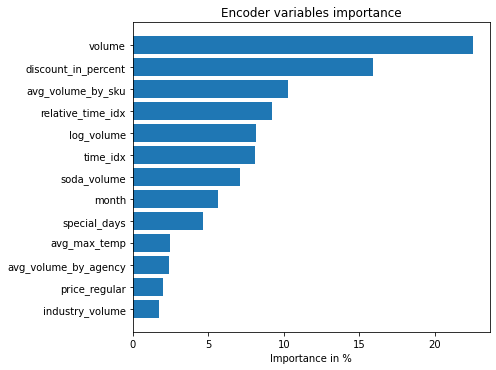 Encoder variables importance
volume
discount_in_percent
avg_volume_by_sku
relative_time_idx
log_volume
time_idx
soda_volume
month
special_days
avg_max_temp
avg_volume_by_agency
price_regular
industry_volume
0 5 10 15 20
Importance in %